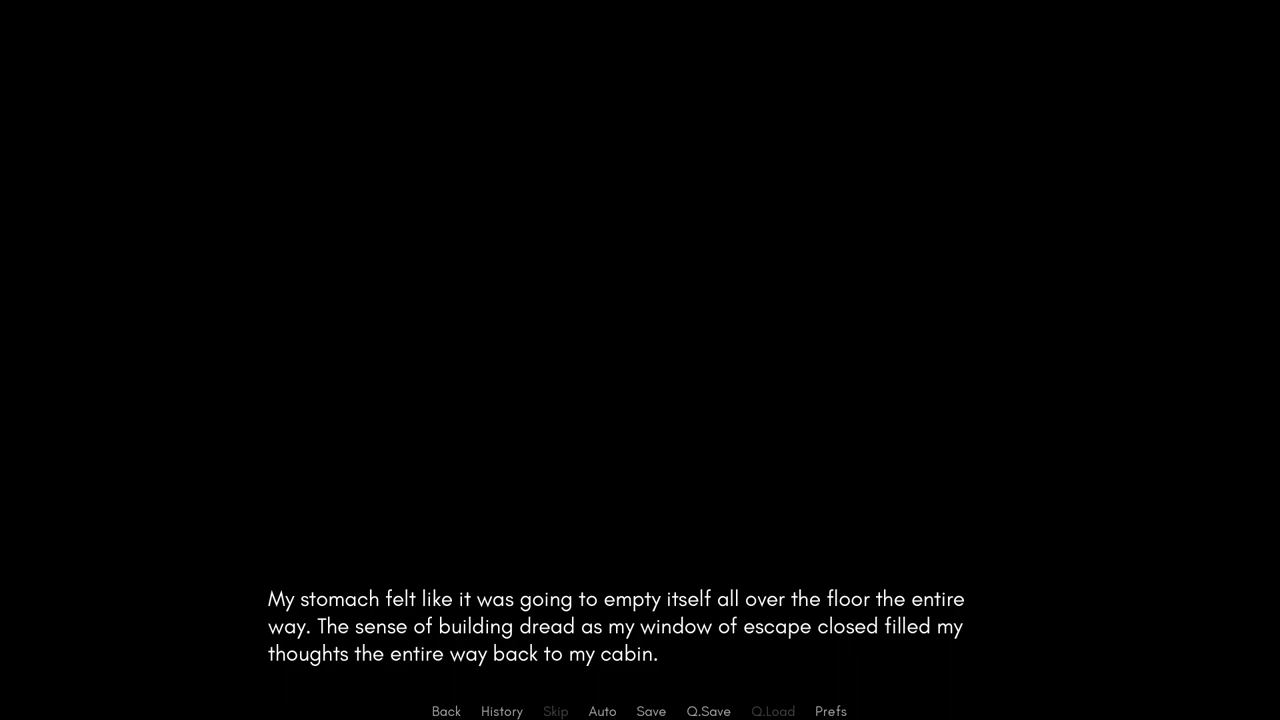 My stomach felt like it was going to empty itself all over the floor the entire
way. The sense of building dread as my window of escape closed filled my
thoughts the entire way back to my cabin.
Back History Skip Auto Save Q.Save Q.Load Prefs